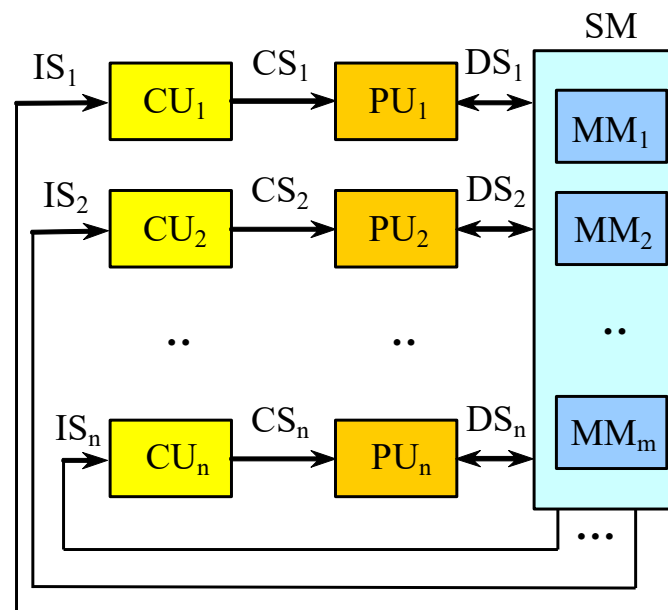 SM
IS₁ CS₁ DS₁
CU₁ PU₁ MM₁
IS₂ CS₂ DS₂
CU₂ PU₂ MM₂
.. .. ..
ISₙ CSₙ DSₙ
CUₙ PUₙ MMₘ
...